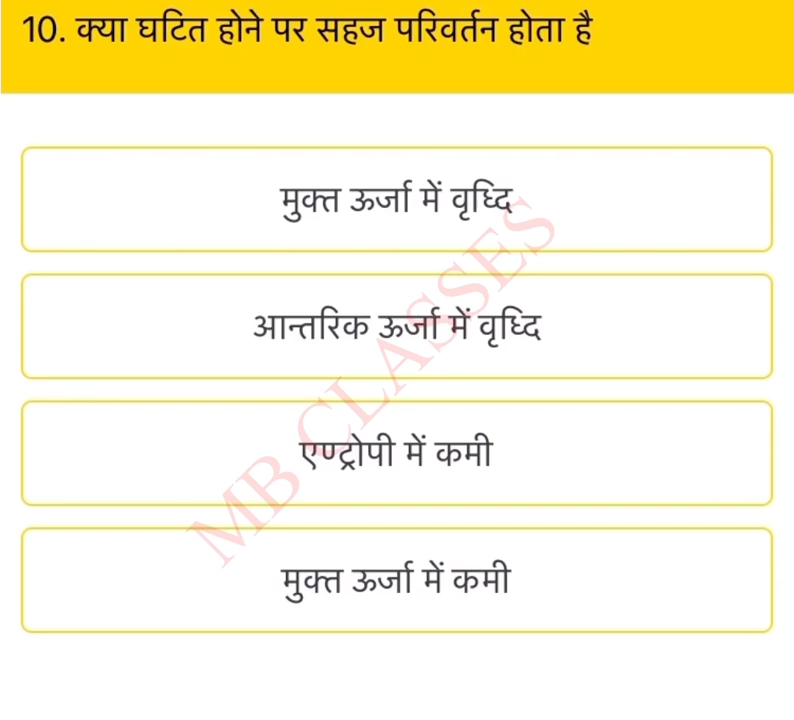 10. क्या घटित होने पर सहज परिवर्तन होता है
मुक्त ऊर्जा में वृध्दि
आन्तरिक ऊर्जा में वृध्दि
एण्ट्रोपी में कमी
मुक्त ऊर्जा में कमी
MB CLASSES